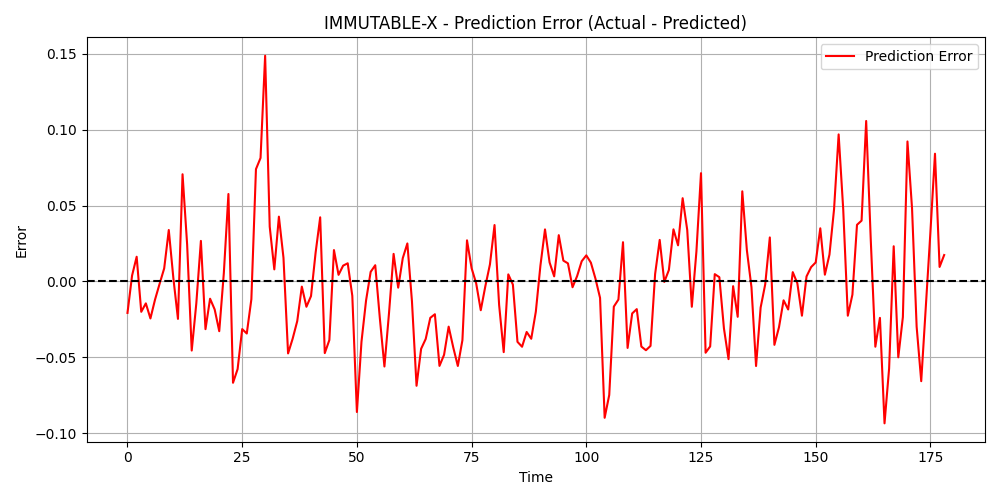 IMMUTABLE-X - Prediction Error (Actual - Predicted)
Prediction Error
0.15
0.10
0.05
0.00
−0.05
−0.10
Error
0 25 50 75 100 125 150 175
Time